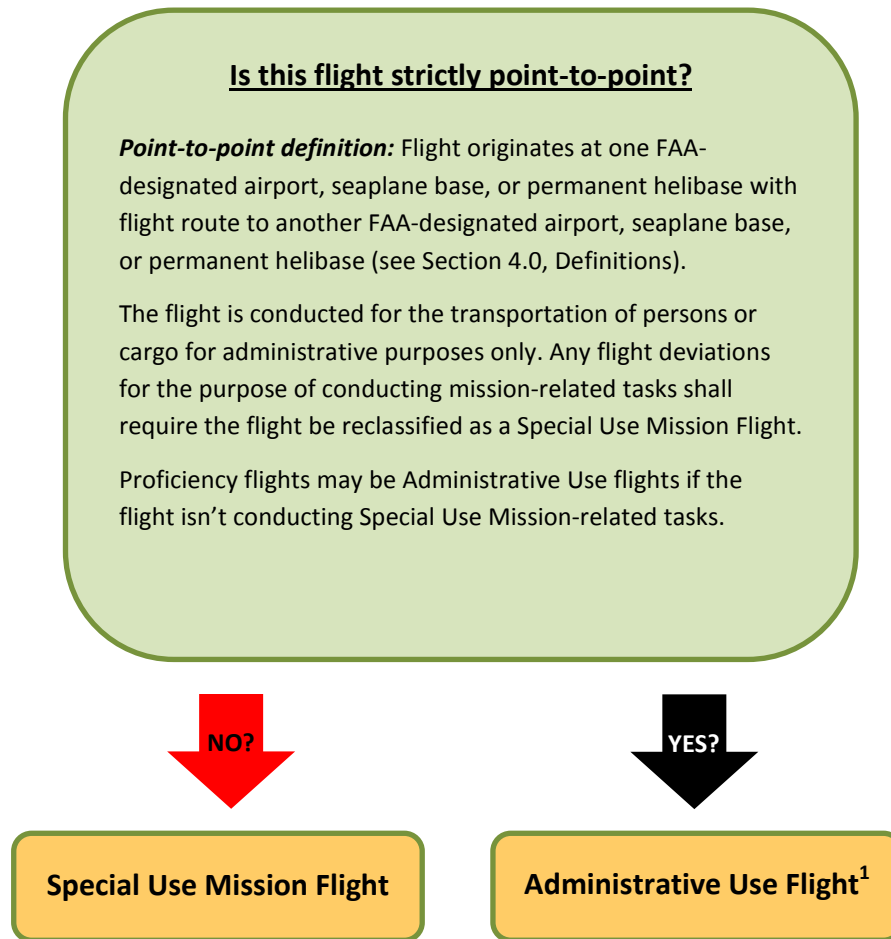 Is this flight strictly point-to-point?
Point-to-point definition: Flight originates at one FAA-
designated airport, seaplane base, or permanent helibase with
flight route to another FAA-designated airport, seaplane base,
or permanent helibase (see Section 4.0, Definitions).
The flight is conducted for the transportation of persons or
cargo for administrative purposes only. Any flight deviations
for the purpose of conducting mission-related tasks shall
require the flight be reclassified as a Special Use Mission Flight.
Proficiency flights may be Administrative Use flights if the
flight isn’t conducting Special Use Mission-related tasks.
NO?
YES?
Special Use Mission Flight
Administrative Use Flight¹